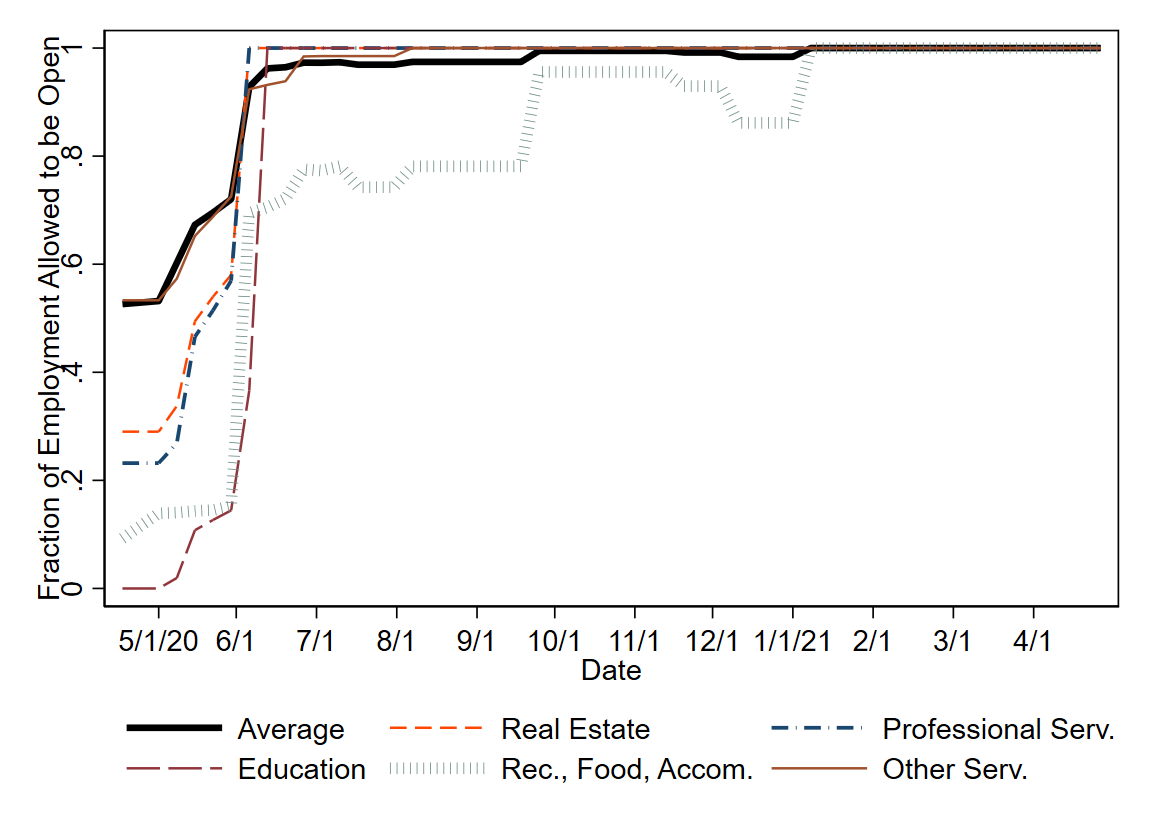 Fraction of Employment Allowed to be Open
1
.8
.6
.4
.2
0
5/1/20 6/1 7/1 8/1 9/1 10/1 11/1 12/1 1/1/21 2/1 3/1 4/1
Date
Average Real Estate Professional Serv.
Education Rec., Food, Accom. Other Serv.